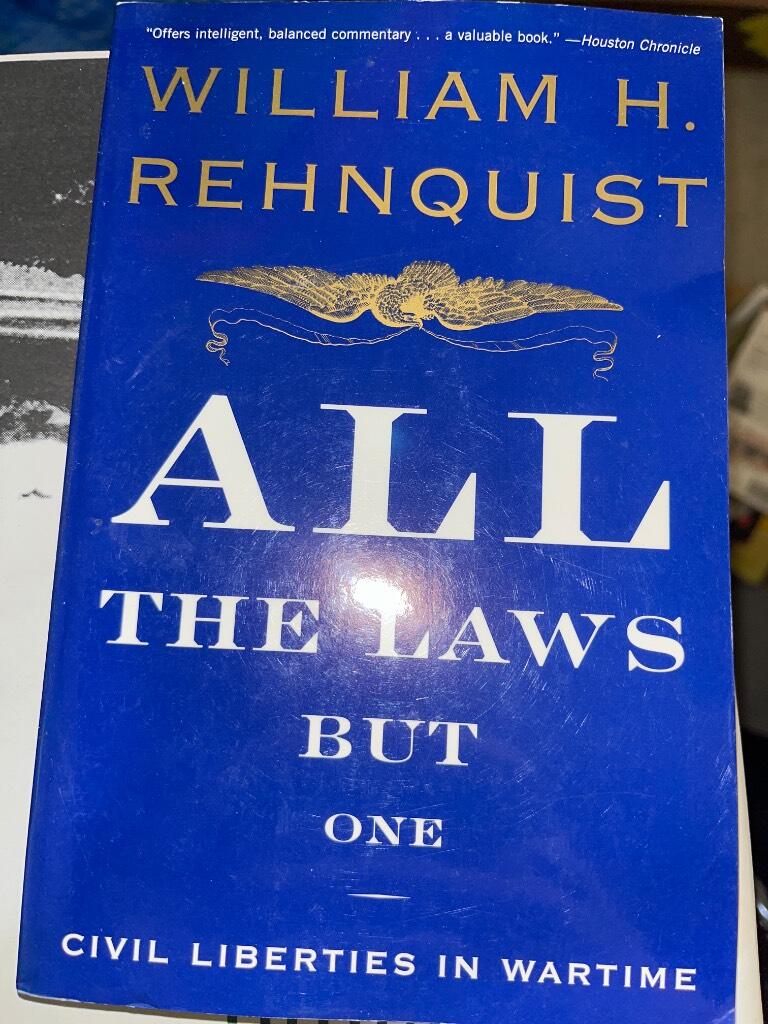 "Offers intelligent, balanced commentary . . . a valuable book." —Houston Chronicle
WILLIAM H.
REHNQUIST
ALL
THE LAWS
BUT
ONE
CIVIL LIBERTIES IN WARTIME